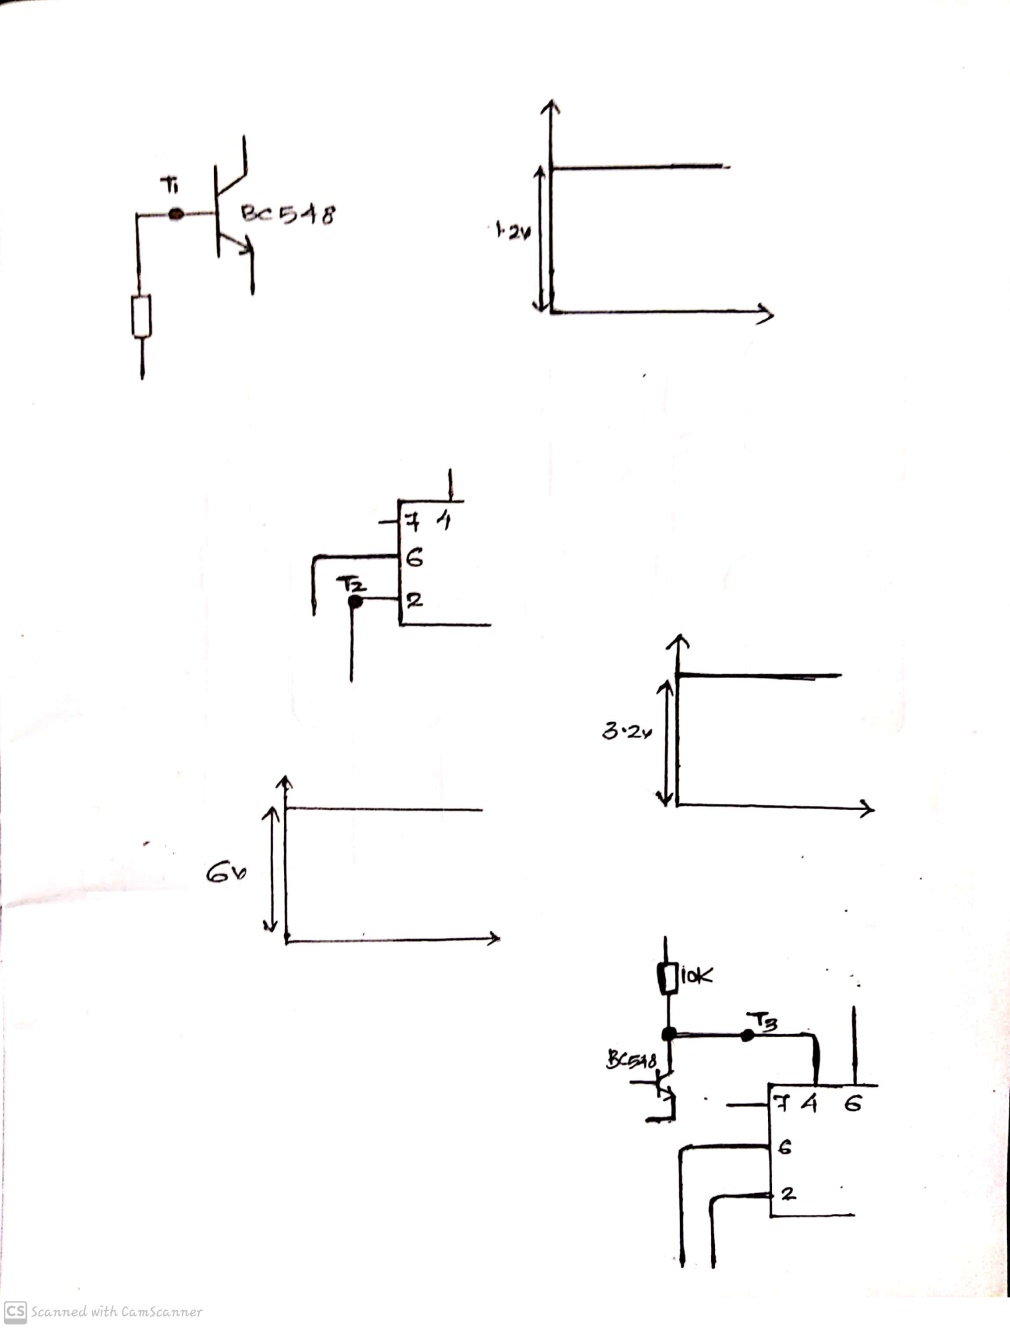 T1
BC548
1.2v
7 4
6
T2
2
3.2v
6v
10K
T3
BC548
7 4 6
6
2
CS Scanned with CamScanner